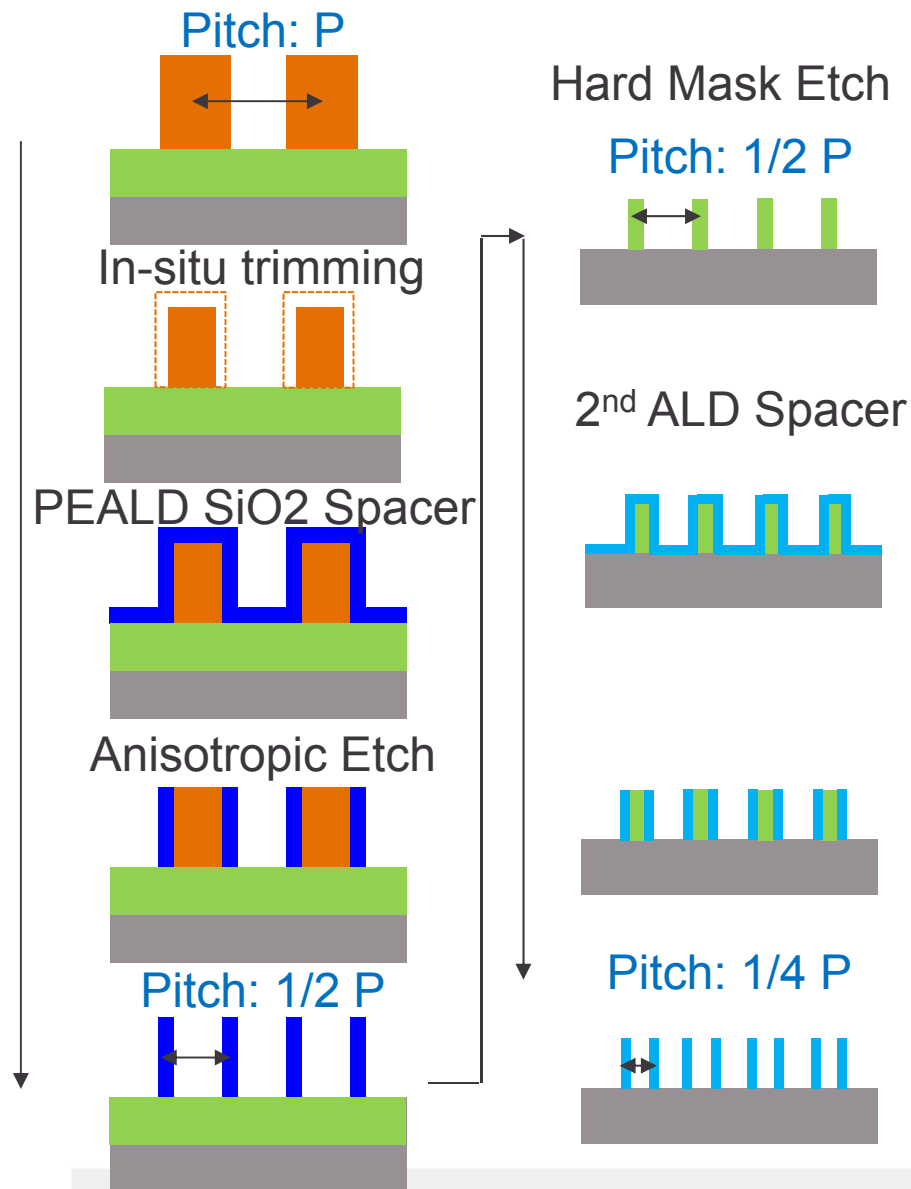 Pitch: P
In-situ trimming
PEALD SiO2 Spacer
Anisotropic Etch
Pitch: 1/2 P
Hard Mask Etch
Pitch: 1/2 P
2nd ALD Spacer
Pitch: 1/4 P